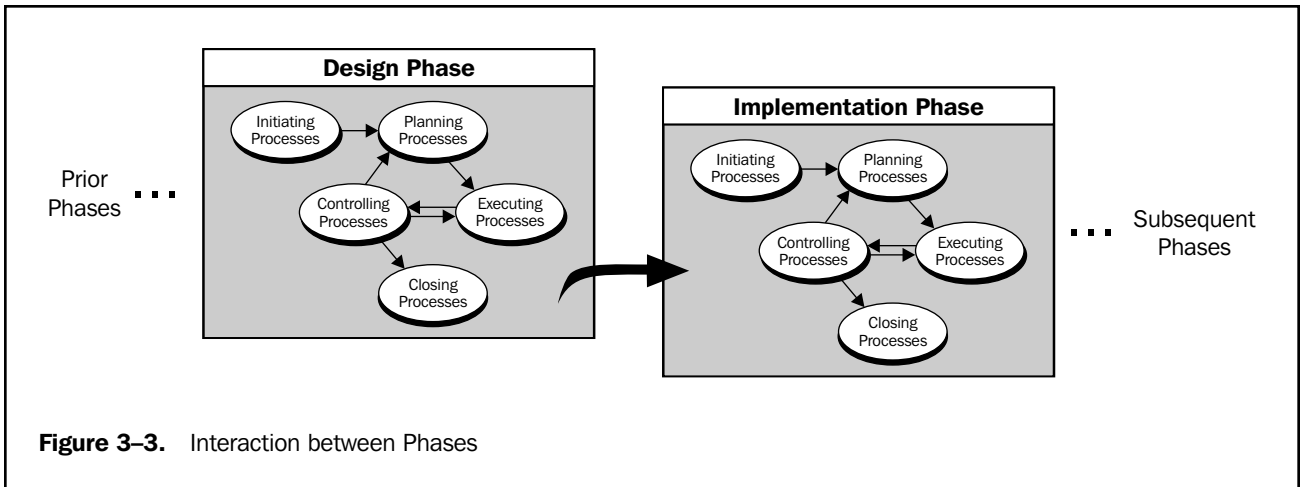 Prior
Phases
Design Phase
Initiating
Processes
Planning
Processes
Controlling
Processes
Executing
Processes
Closing
Processes
Implementation Phase
Initiating
Processes
Planning
Processes
Controlling
Processes
Executing
Processes
Closing
Processes
Subsequent
Phases
Figure 3–3. Interaction between Phases